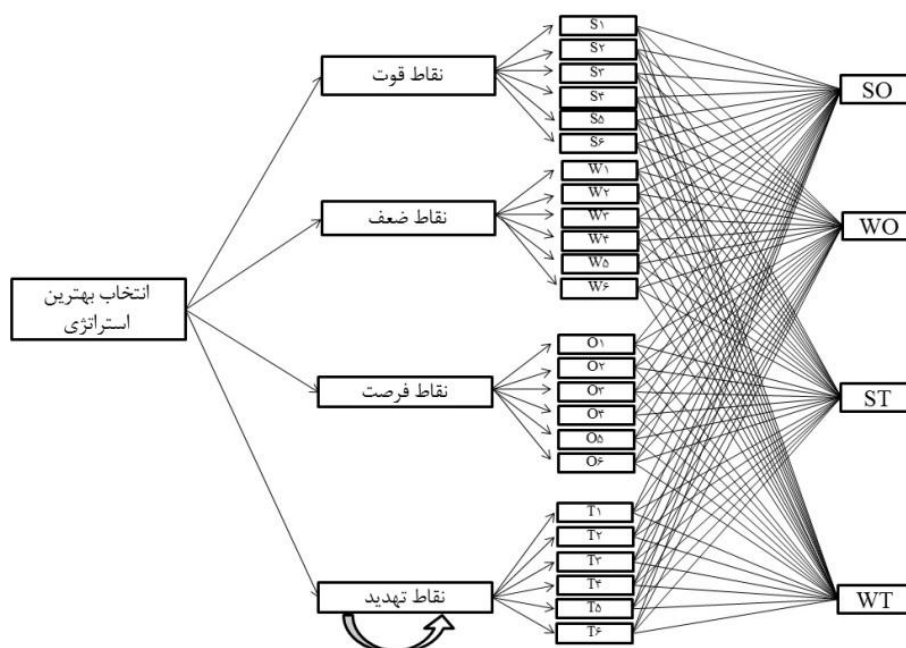 انتخاب بهترین
استراتژی
نقاط قوت
نقاط ضعف
نقاط فرصت
نقاط تهدید
S۱
S۲
S۳
S۴
S۵
S۶
W۱
W۲
W۳
W۴
W۵
W۶
O۱
O۲
O۳
O۴
O۵
O۶
T۱
T۲
T۳
T۴
T۵
T۶
SO
WO
ST
WT